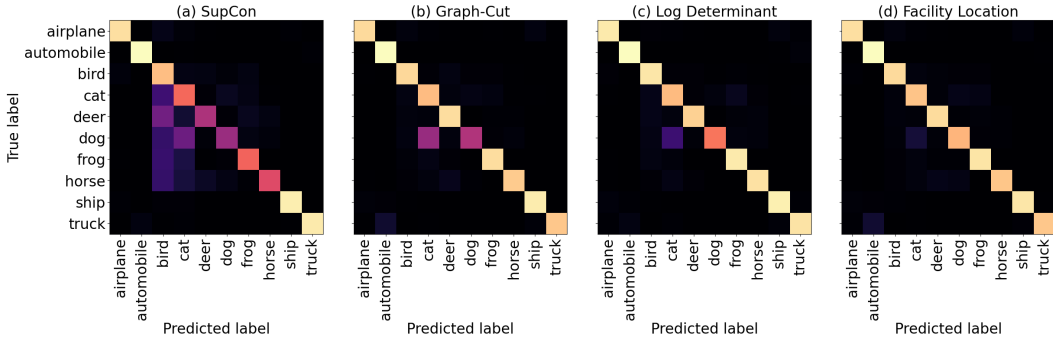 (a) SupCon
(b) Graph-Cut
(c) Log Determinant
(d) Facility Location
True label
airplane
automobile
bird
cat
deer
dog
frog
horse
ship
truck
airplane
automobile
bird
cat
deer
dog
frog
horse
ship
truck
airplane
automobile
bird
cat
deer
dog
frog
horse
ship
truck
airplane
automobile
bird
cat
deer
dog
frog
horse
ship
truck
airplane
automobile
bird
cat
deer
dog
frog
horse
ship
truck
Predicted label
Predicted label
Predicted label
Predicted label